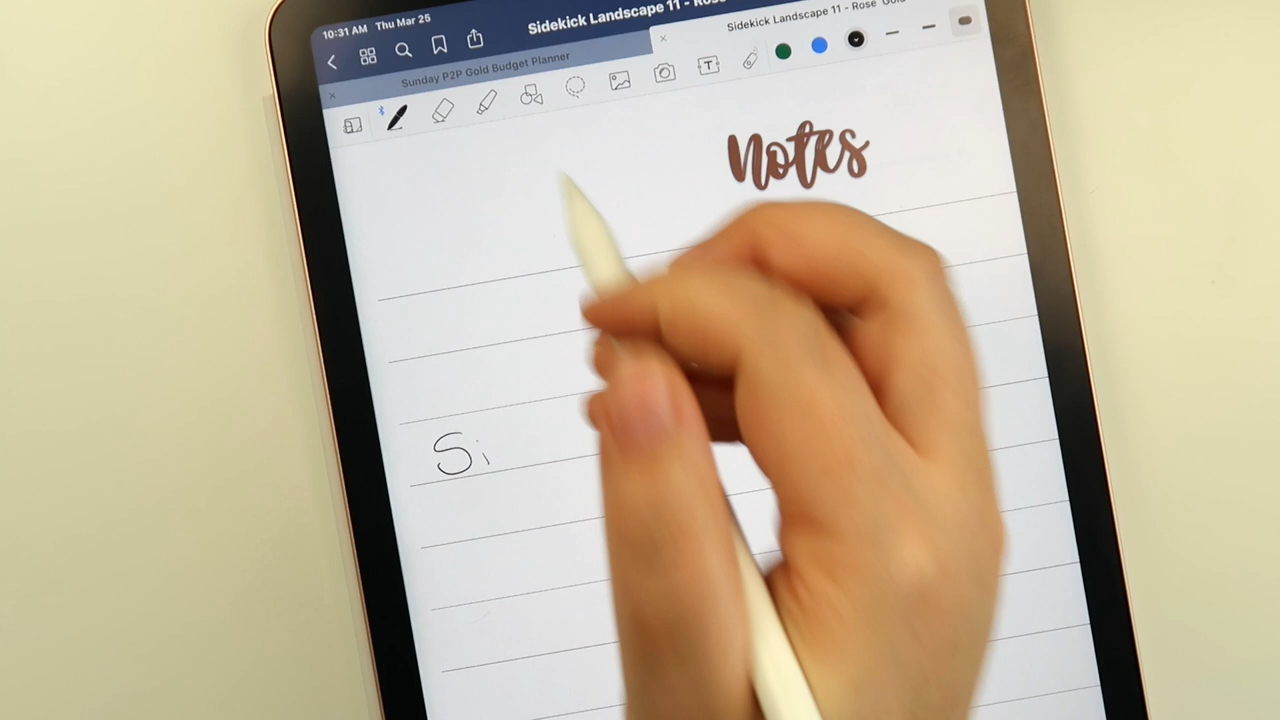 10:31 AM Thu Mar 25
Sidekick Landscape 11 - Rose
Sunday P2P Gold Budget Planner
Sidekick Landscape 11 - Rose Gold
T
Notes
Si